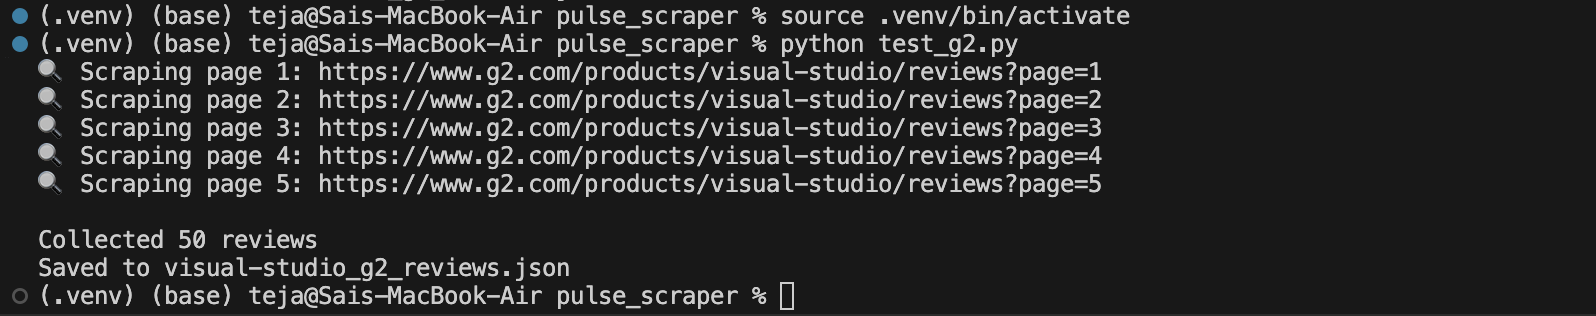 (.venv) (base) teja@Sais-MacBook-Air pulse_scraper % source .venv/bin/activate
(.venv) (base) teja@Sais-MacBook-Air pulse_scraper % python test_g2.py
🔍 Scraping page 1: https://www.g2.com/products/visual-studio/reviews?page=1
🔍 Scraping page 2: https://www.g2.com/products/visual-studio/reviews?page=2
🔍 Scraping page 3: https://www.g2.com/products/visual-studio/reviews?page=3
🔍 Scraping page 4: https://www.g2.com/products/visual-studio/reviews?page=4
🔍 Scraping page 5: https://www.g2.com/products/visual-studio/reviews?page=5
Collected 50 reviews
Saved to visual-studio_g2_reviews.json
(.venv) (base) teja@Sais-MacBook-Air pulse_scraper %